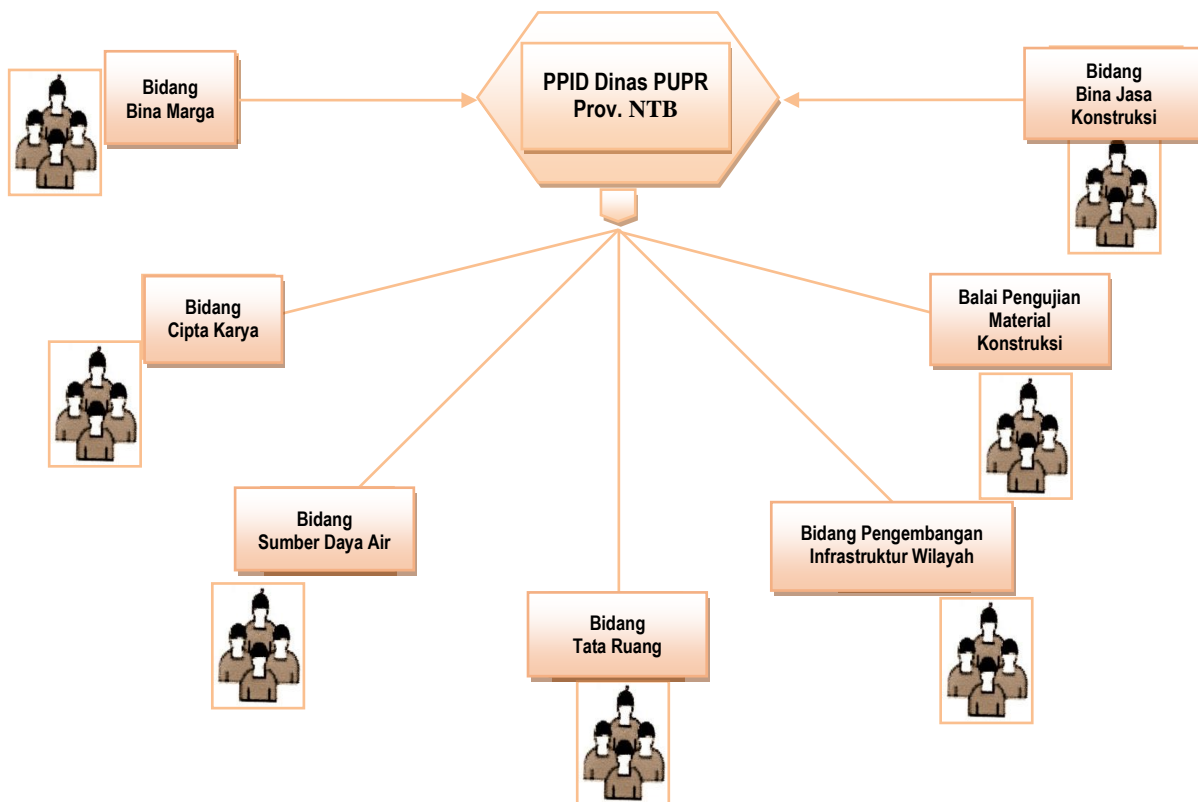 PPID Dinas PUPR
Prov. NTB
Bidang
Bina Marga
Bidang
Bina Jasa
Konstruksi
Bidang
Cipta Karya
Balai Pengujian
Material
Konstruksi
Bidang
Sumber Daya Air
Bidang Pengembangan
Infrastruktur Wilayah
Bidang
Tata Ruang